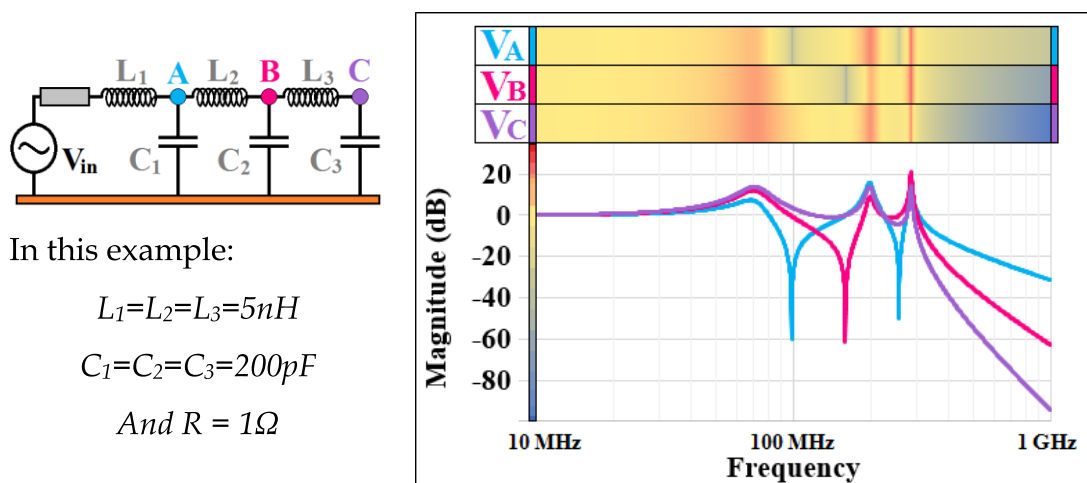 L₁ A L₂ B L₃ C
Vin C₁ C₂ C₃
In this example:
L₁=L₂=L₃=5nH
C₁=C₂=C₃=200pF
And R = 1Ω
VA
VB
VC
Magnitude (dB)
20
0
-20
-40
-60
-80
10 MHz 100 MHz 1 GHz
Frequency